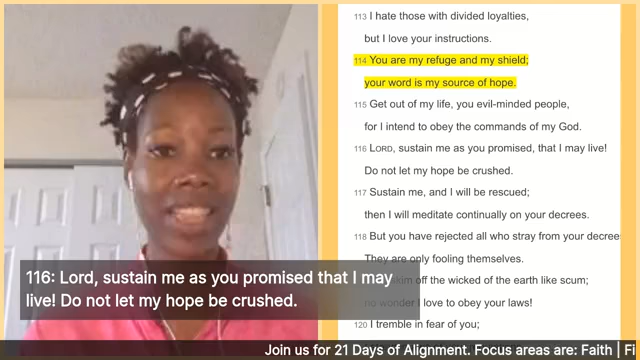 113 I hate those with divided loyalties,
but I love your instructions.
114 You are my refuge and my shield;
your word is my source of hope.
115 Get out of my life, you evil-minded people,
for I intend to obey the commands of my God.
116 LORD, sustain me as you promised, that I may live!
Do not let my hope be crushed.
117 Sustain me, and I will be rescued;
then I will meditate continually on your decrees.
118 But you have rejected all who stray from your decree
They are only fooling themselves.
off the wicked of the earth like scum;
no wonder I love to obey your laws!
120 I tremble in fear of you;
116: Lord, sustain me as you promised that I may
live! Do not let my hope be crushed.
Join us for 21 Days of Alignment. Focus areas are: Faith | Fi